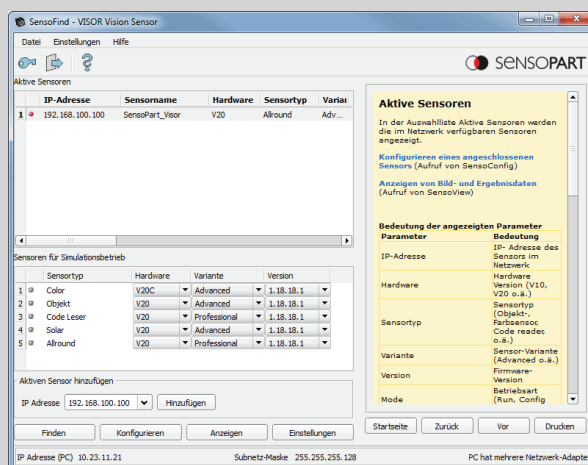 SensoFind - VISOR Vision Sensor
Datei Einstellungen Hilfe
SENSOPART
Aktive Sensoren
IP-Adresse Sensorname Hardware Sensortyp
1 192.168.100.100 SensoPart_Visor V20 Allround Adv...
Sensoren für Simulationsbetrieb
Sensortyp Hardware Variante Version
1 Color V20C Advanced 1.18.18.1
2 Objekt V20 Advanced 1.18.18.1
3 Code Leser V20 Professional 1.18.18.1
4 Solar V20 Advanced 1.18.18.1
5 Allround V20 Professional 1.18.18.1
Aktiven Sensor hinzufügen
IP Adresse 192.168.100.100 Hinzufügen
Finden Konfigurieren Anzeigen Einstellungen
Aktive Sensoren
In der Auswahlliste Aktive Sensoren werden
die im Netzwerk verfügbaren Sensoren
angezeigt.
Konfigurieren eines angeschlossenen
Sensors (Aufruf von SensoConfig)
Anzeigen von Bild- und Ergebnisdaten
(Aufruf von SensoView)
Bedeutung der angezeigten Parameter
Parameter Bedeutung
IP-Adresse IP- Adresse des
Sensors im
Netzwerk
Hardware Hardware
Version (V10,
V20 o.ä.)
Sensortyp Sensortyp
(Objekt-,
Farbsensor,
Code reader,
o.ä.)
Variante Sensor-Variante
(Advanced o.ä.)
Version Firmware-
Version
Mode Betriebsart
(Run, Config
Startseite Zurück Vor Drucken
IP Adresse (PC) 10.23.11.21 Subnetz-Maske 255.255.255.128 PC hat mehrere Netzwerk-Adapte